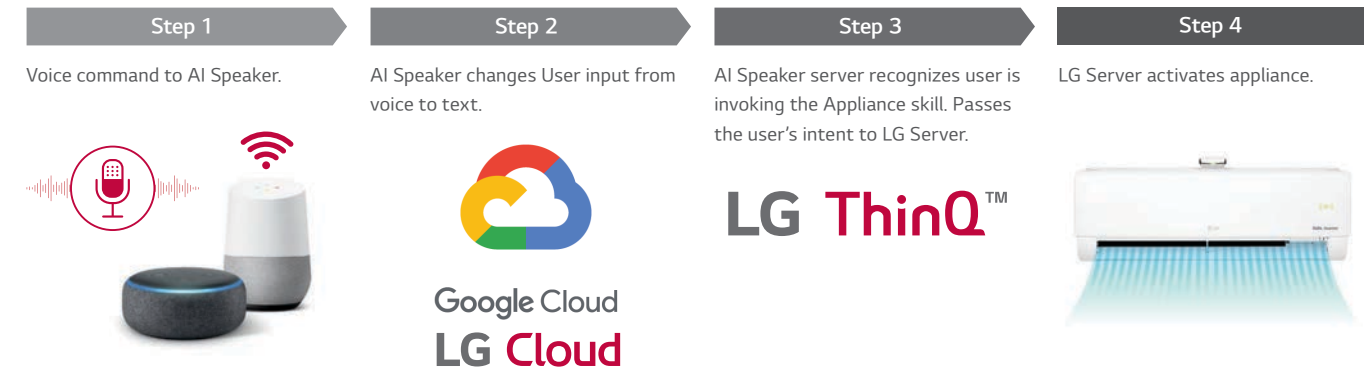 Step 1
Voice command to AI Speaker.
Step 2
AI Speaker changes User input from
voice to text.
Google Cloud
LG Cloud
Step 3
AI Speaker server recognizes user is
invoking the Appliance skill. Passes
the user's intent to LG Server.
LG ThinQ™
Step 4
LG Server activates appliance.